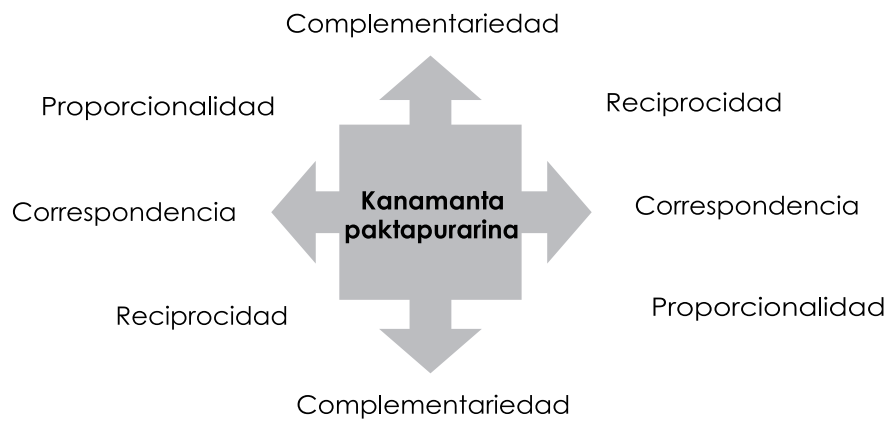 Complementariedad
Proporcionalidad
Reciprocidad
Correspondencia
Kanamanta
paktapurarina
Correspondencia
Reciprocidad
Proporcionalidad
Complementariedad